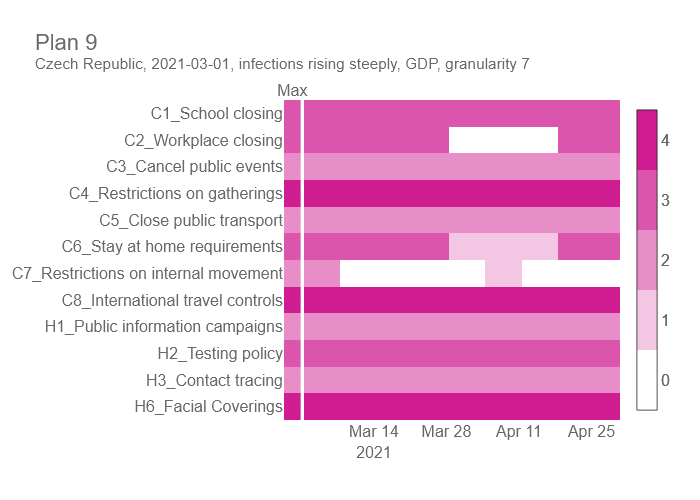 Plan 9
Czech Republic, 2021-03-01, infections rising steeply, GDP, granularity 7
Max
C1_School closing
C2_Workplace closing
C3_Cancel public events
C4_Restrictions on gatherings
C5_Close public transport
C6_Stay at home requirements
C7_Restrictions on internal movement
C8_International travel controls
H1_Public information campaigns
H2_Testing policy
H3_Contact tracing
H6_Facial Coverings
Mar 14 Mar 28 Apr 11 Apr 25
2021
4
3
2
1
0